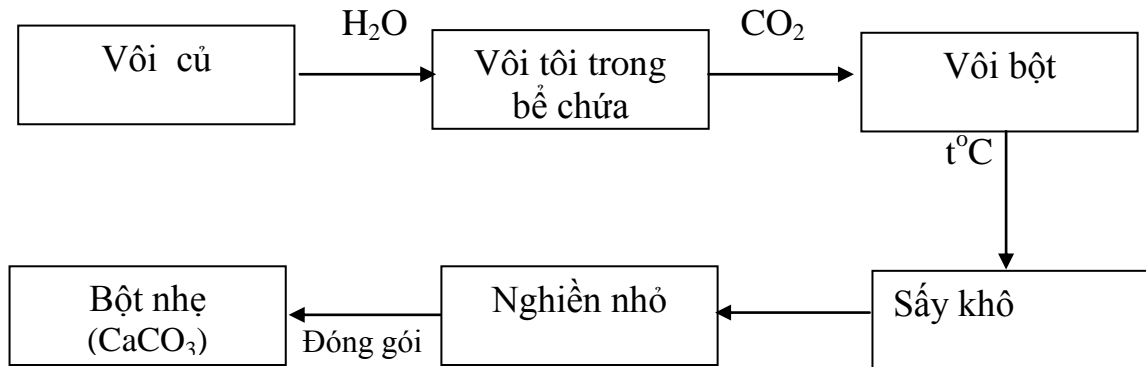 Vôi củ
H₂O
Vôi tôi trong
bể chứa
CO₂
Vôi bột
t°C
Sấy khô
Nghiền nhỏ
Đóng gói
Bột nhẹ
(CaCO₃)